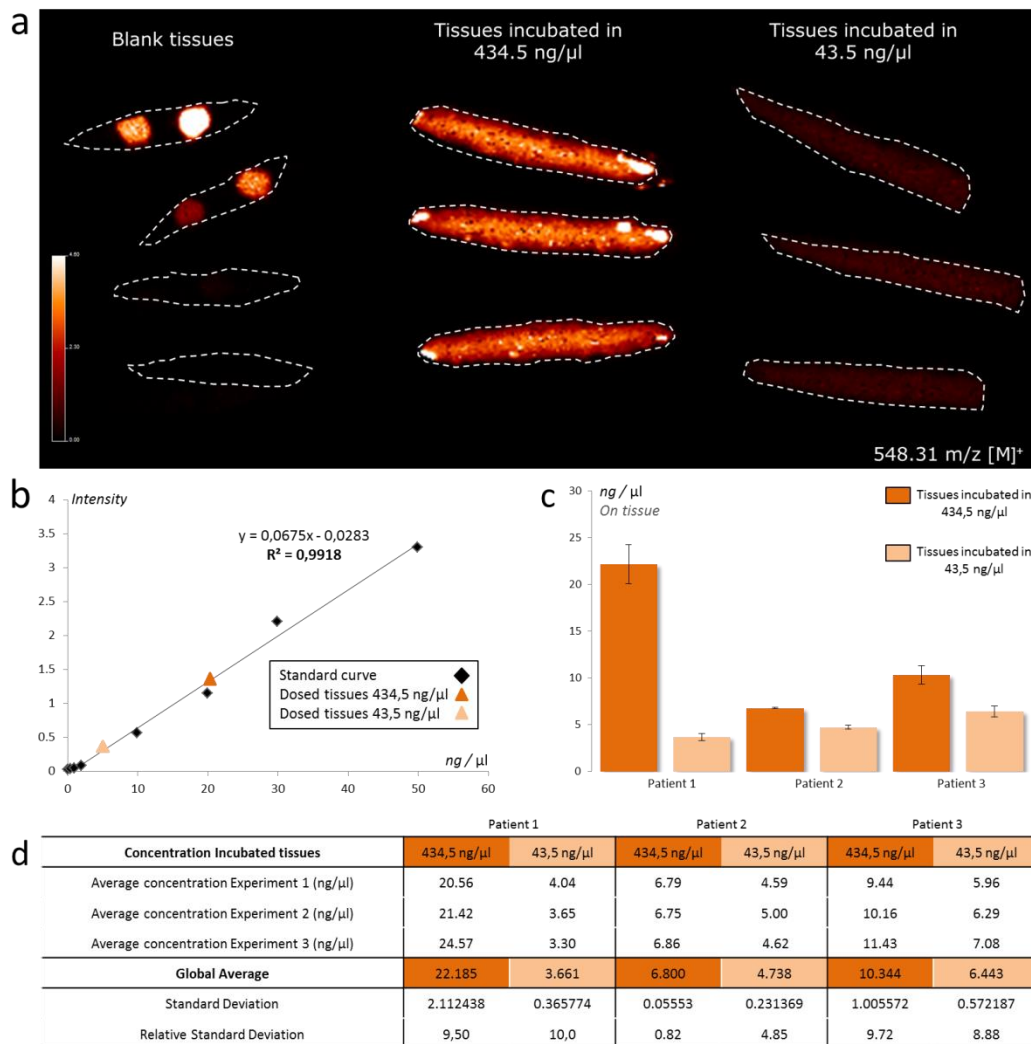 a
Blank tissues
Tissues incubated in
434.5 ng/µl
Tissues incubated in
43.5 ng/µl
4.60
2.30
0.00
548.31 m/z [M]⁺
b
Intensity
4
3.5
3
2.5
2
1.5
1
0.5
0
y = 0,0675x - 0,0283
R² = 0,9918
Standard curve
Dosed tissues 434,5 ng/µl
Dosed tissues 43,5 ng/µl
ng / µl
0 10 20 30 40 50 60
c
ng / µl
On tissue
30
25
20
15
10
5
0
Tissues incubated in
434,5 ng/µl
Tissues incubated in
43,5 ng/µl
Patient 1 Patient 2 Patient 3
d
Patient 1 Patient 2 Patient 3
Concentration Incubated tissues 434,5 ng/µl 43,5 ng/µl 434,5 ng/µl 43,5 ng/µl 434,5 ng/µl 43,5 ng/µl
Average concentration Experiment 1 (ng/µl) 20.56 4.04 6.79 4.59 9.44 5.96
Average concentration Experiment 2 (ng/µl) 21.42 3.65 6.75 5.00 10.16 6.29
Average concentration Experiment 3 (ng/µl) 24.57 3.30 6.86 4.62 11.43 7.08
Global Average 22.185 3.661 6.800 4.738 10.344 6.443
Standard Deviation 2.112438 0.365774 0.05553 0.231369 1.005572 0.572187
Relative Standard Deviation 9,50 10,0 0.82 4.85 9.72 8.88